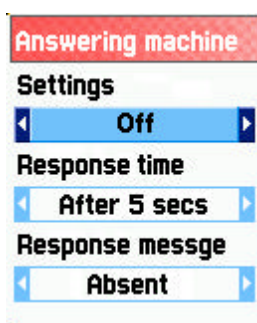 Answering machine
Settings
Off
Response time
After 5 secs
Response messge
Absent